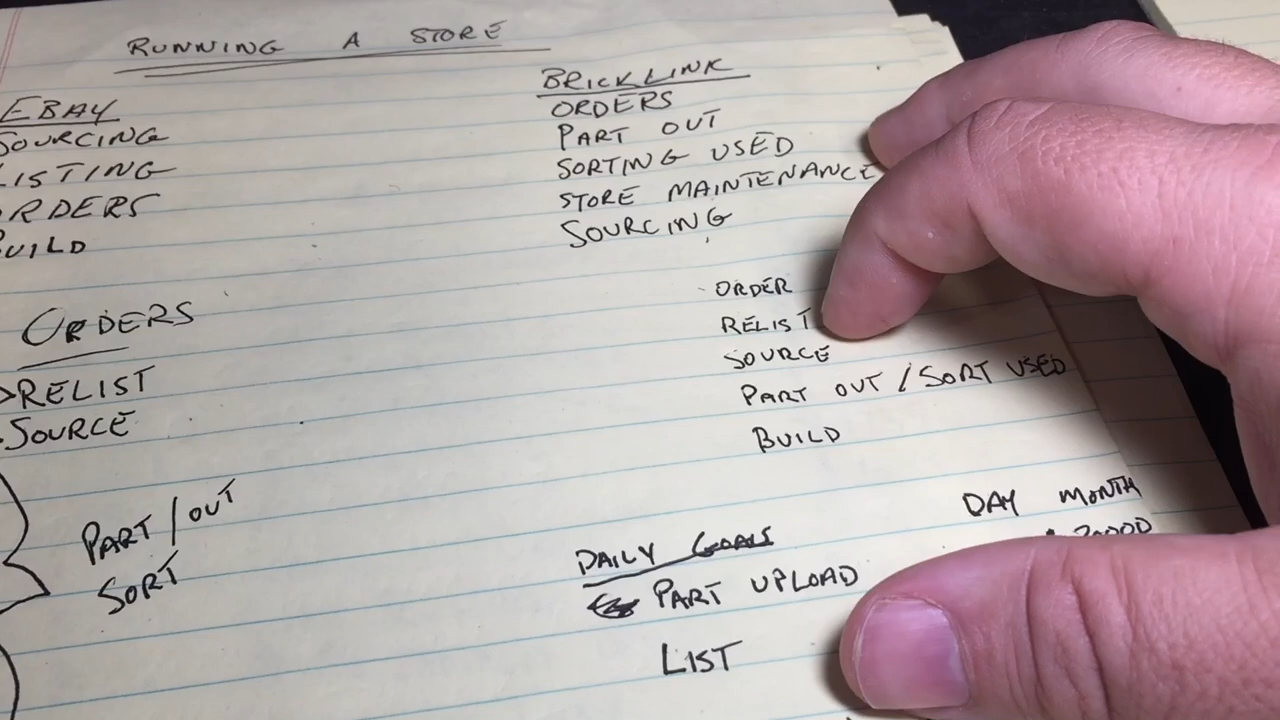 RUNNING A STORE
EBAY
SOURCING
LISTING
ORDERS
BUILD
BRICKLINK
ORDERS
PART OUT
SORTING USED
STORE MAINTENANCE
SOURCING
ORDERS
RELIST
SOURCE
PART/OUT
SORT
ORDER
RELIST
SOURCE
PART OUT / SORT USED
BUILD
DAILY GOALS
PART UPLOAD
LIST
DAY MONTH